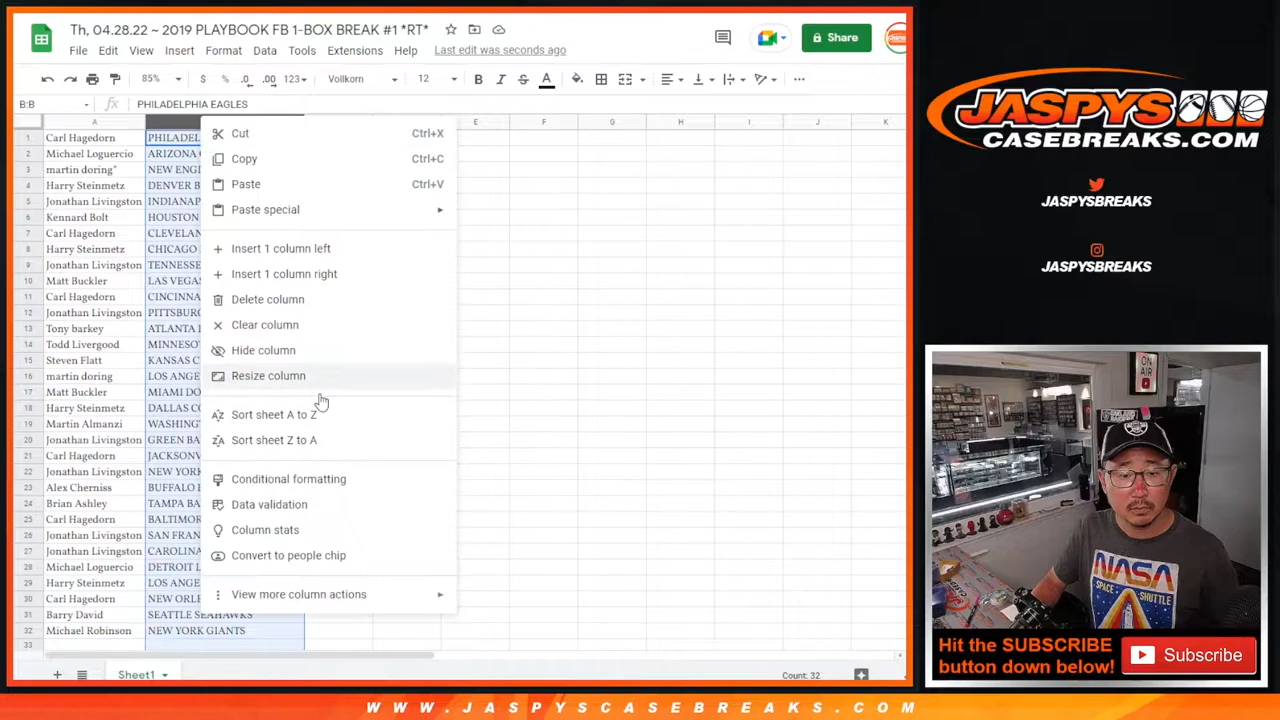 Th, 04.28.22 ~ 2019 PLAYBOOK FB 1-BOX BREAK #1 *RT*
File Edit View Insert Format Data Tools Extensions Help Last edit was seconds ago
Share
85% $ % .0 .00 123 Vollkorn 12 B I S A
B:B fx PHILADELPHIA EAGLES
A E F G H I J K
1 Carl Hagedorn PHILADEL
2 Michael Loguercio ARIZONA
3 martin doring" NEW ENG
4 Harry Steinmetz DENVER B
5 Jonathan Livingston INDIANAP
6 Kennard Bolt HOUSTON
7 Carl Hagedorn CLEVELAN
8 Harry Steinmetz CHICAGO
9 Jonathan Livingston TENNESSE
10 Matt Buckler LAS VEGA
11 Carl Hagedorn CINCINNA
12 Jonathan Livingston PITTSBUR
13 Tony barkey ATLANTA
14 Todd Livergood MINNESO
15 Steven Flatt KANSAS C
16 martin doring LOS ANGE
17 Matt Buckler MIAMI DO
18 Harry Steinmetz DALLAS CO
19 Martin Almanzi WASHING
20 Jonathan Livingston GREEN BA
21 Carl Hagedorn JACKSONV
22 Jonathan Livingston NEW YORK
23 Alex Cherniss BUFFALO
24 Brian Ashley TAMPA BA
25 Carl Hagedorn BALTIMOR
26 Jonathan Livingston SAN FRAN
27 Jonathan Livingston CAROLINA
28 Michael Loguercio DETROIT L
29 Harry Steinmetz LOS ANGE
30 Carl Hagedorn NEW ORLE
31 Barry David SEATTLE SEAHAWKS
32 Michael Robinson NEW YORK GIANTS
33
Cut Ctrl+X
Copy Ctrl+C
Paste Ctrl+V
Paste special
Insert 1 column left
Insert 1 column right
Delete column
Clear column
Hide column
Resize column
Sort sheet A to Z
Sort sheet Z to A
Conditional formatting
Data validation
Column stats
Convert to people chip
View more column actions
Sheet1
Count: 32
JASPYS
CASEBREAKS.COM
JASPYSBREAKS
JASPYSBREAKS
ON AIR
NASA
SPACE SHUTTLE
Hit the SUBSCRIBE
button down below!
Subscribe
WWW.JASPYSCASEBREAKS.COM